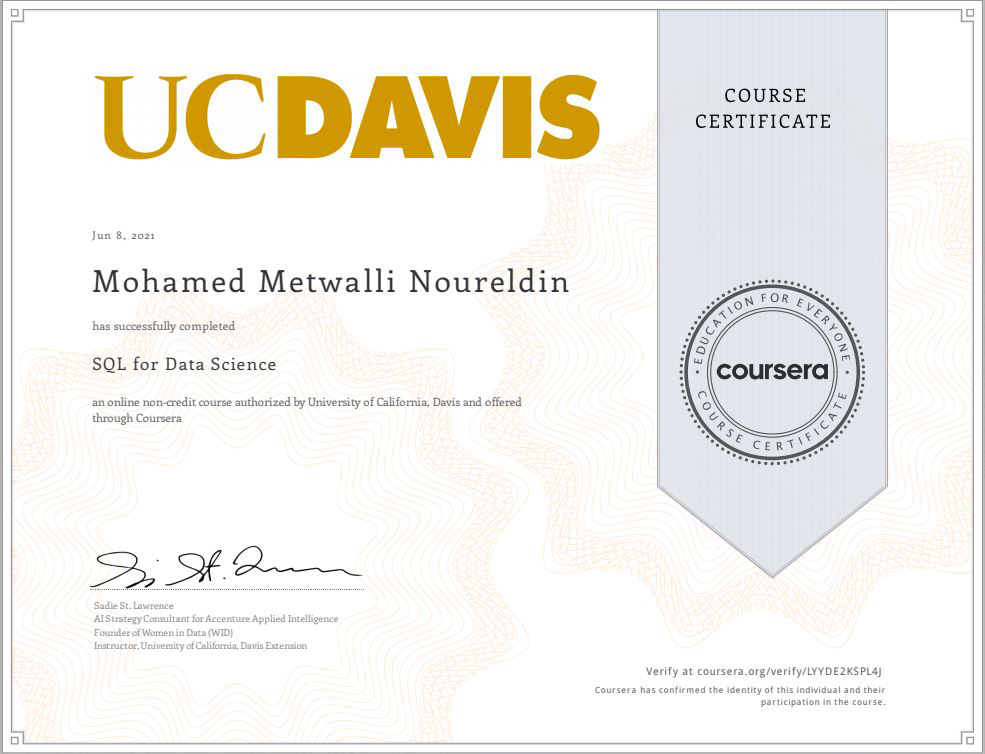 UCDAVIS
COURSE
CERTIFICATE
Jun 8, 2021
Mohamed Metwalli Noureldin
has successfully completed
SQL for Data Science
an online non-credit course authorized by University of California, Davis and offered
through Coursera
EDUCATION FOR EVERYONE
coursera
COURSE CERTIFICATE
Sadie St. Lawrence
AI Strategy Consultant for Accenture Applied Intelligence
Founder of Women in Data (WID)
Instructor, University of California, Davis Extension
Verify at coursera.org/verify/LYYDE2KSPL4J
Coursera has confirmed the identity of this individual and their
participation in the course.